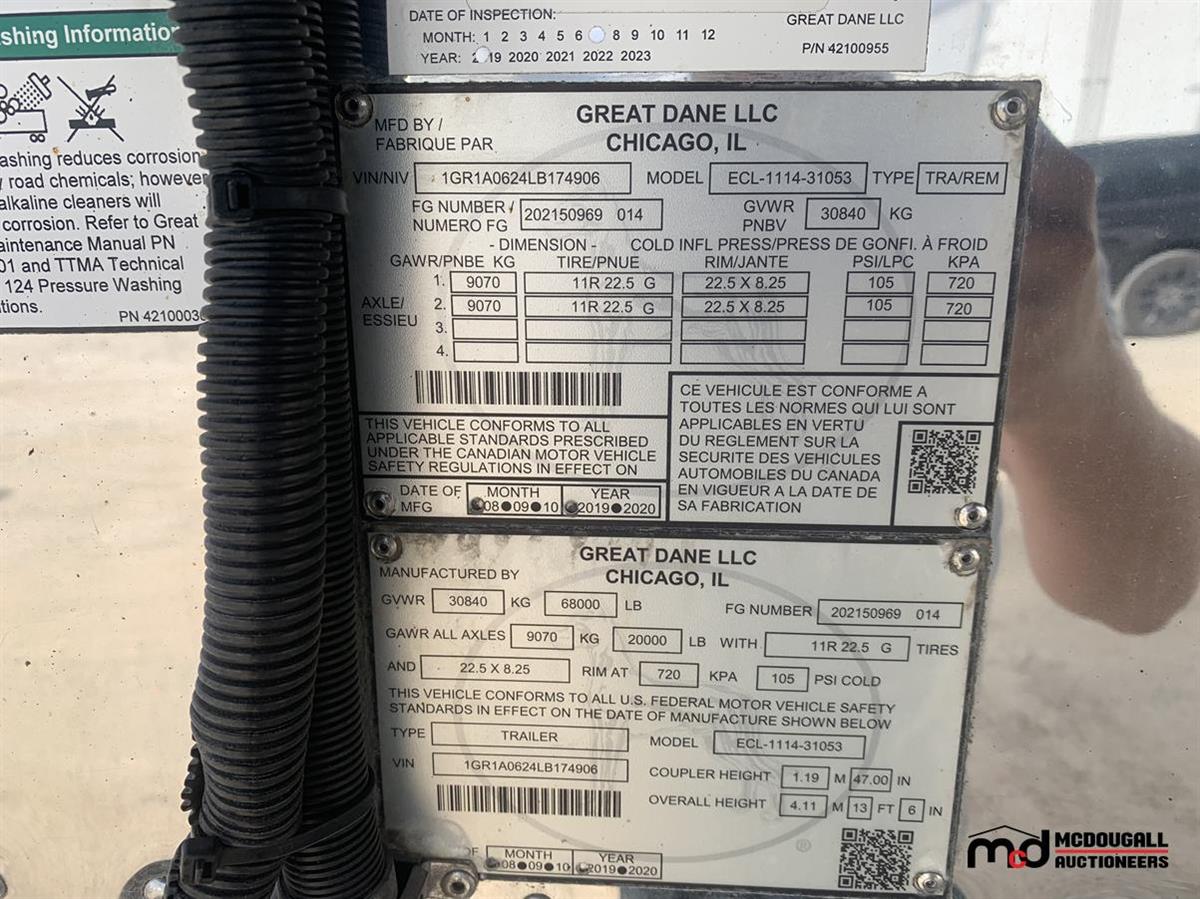 DATE OF INSPECTION:
GREAT DANE LLC
MONTH: 1 2 3 4 5 6 8 9 10 11 12
P/N 42100955
YEAR: 2019 2020 2021 2022 2023
Information
ashing reduces corrosion
road chemicals; however
alkaline cleaners will
corrosion. Refer to Great
Manual PN
01 and TTMA Technical
124 Pressure Washing
PN
MFD BY /
FABRIQUE PAR
GREAT DANE LLC
CHICAGO, IL
VIN/NIV 1GR1A0624LB174906 MODEL ECL-1114-31053 TYPE TRA/REM
FG NUMBER / NUMERO FG 202150969 014 GVWR PNBV 30840 KG
- DIMENSION - COLD INFL PRESS/PRESS DE GONFI. À FROID
GAWR/PNBE KG TIRE/PNUE RIM/JANTE PSI/LPC KPA
AXLE/
ESSIEU
1. 9070 11R 22.5 G 22.5 X 8.25 105 720
2. 9070 11R 22.5 G 22.5 X 8.25 105 720
3.
4.
THIS VEHICLE CONFORMS TO ALL
APPLICABLE STANDARDS PRESCRIBED
UNDER THE CANADIAN MOTOR VEHICLE
SAFETY REGULATIONS IN EFFECT ON
DATE OF MFG MONTH 08 09 10 YEAR 2019 2020
CE VEHICULE EST CONFORME A
TOUTES LES NORMES QUI LUI SONT
APPLICABLES EN VERTU
DU REGLEMENT SUR LA
SECURITE DES VEHICULES
AUTOMOBILES DU CANADA
EN VIGUEUR A LA DATE DE
SA FABRICATION
MANUFACTURED BY
GREAT DANE LLC
CHICAGO, IL
GVWR 30840 KG 68000 LB FG NUMBER 202150969 014
GAWR ALL AXLES 9070 KG 20000 LB WITH 11R 22.5 G TIRES
AND 22.5 X 8.25 RIM AT 720 KPA 105 PSI COLD
THIS VEHICLE CONFORMS TO ALL U.S. FEDERAL MOTOR VEHICLE SAFETY
STANDARDS IN EFFECT ON THE DATE OF MANUFACTURE SHOWN BELOW
TYPE TRAILER MODEL ECL-1114-31053
VIN 1GR1A0624LB174906 COUPLER HEIGHT 1.19 M 47.00 IN
OVERALL HEIGHT 4.11 M 13 FT 6 IN
MONTH 08 09 10 YEAR 2019 2020
®
mcd MCDOUGALL
AUCTIONEERS